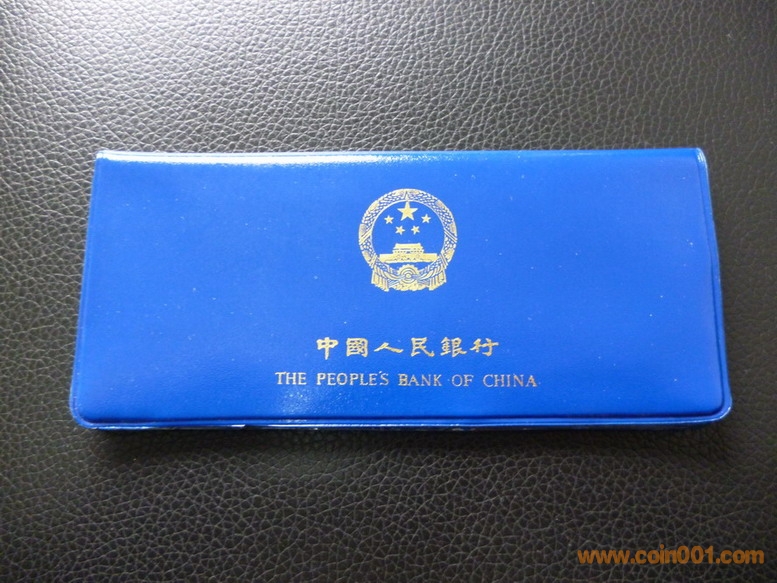 中國人民銀行
THE PEOPLE'S BANK OF CHINA
www.coin001.com